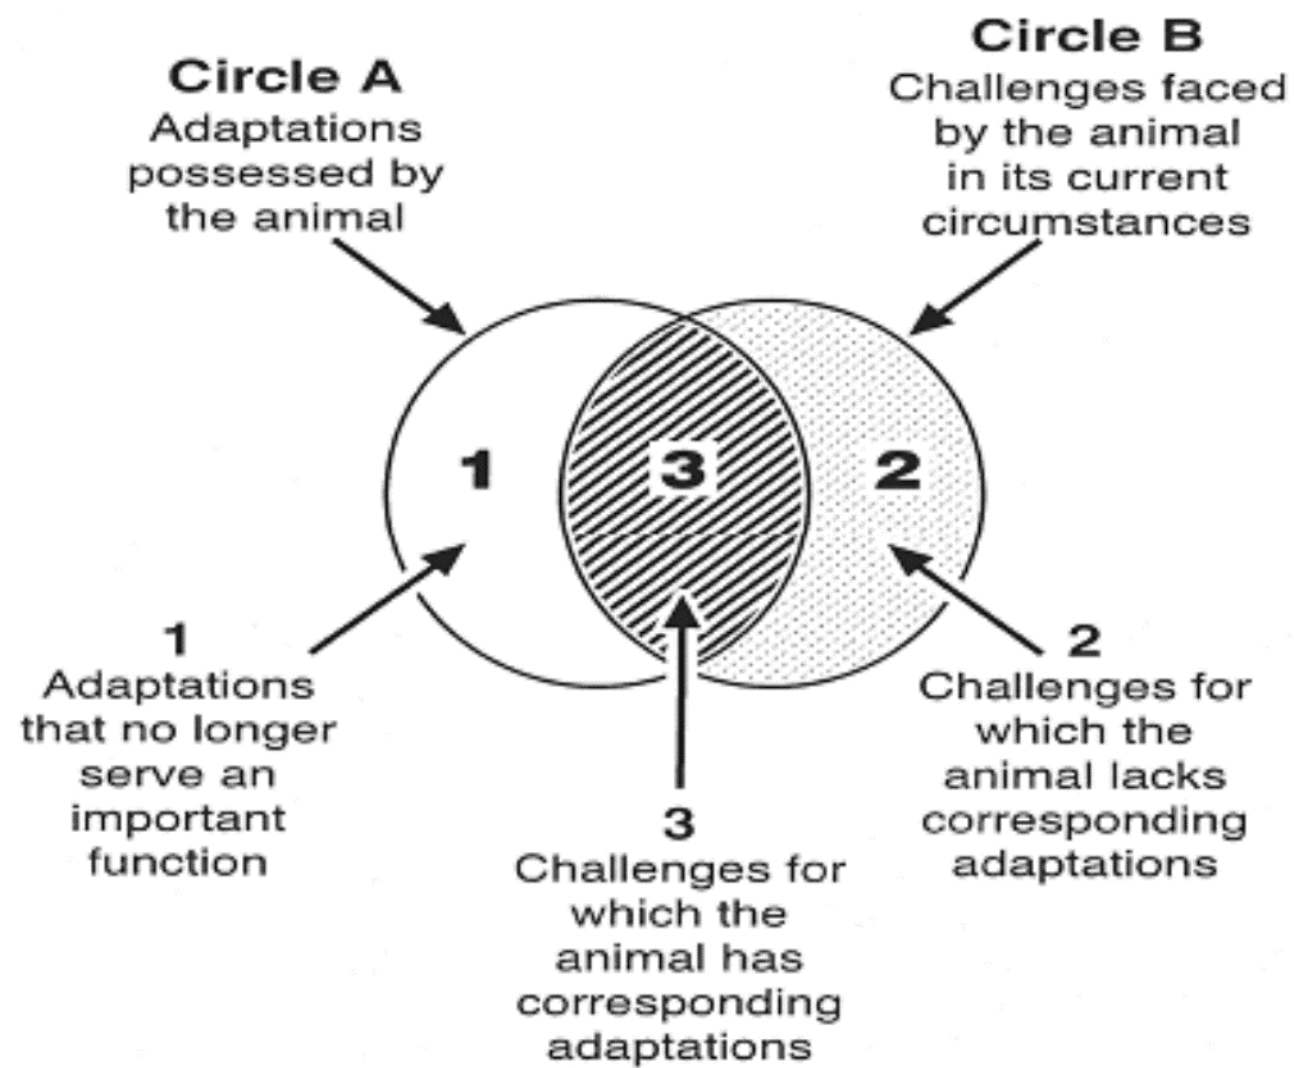 Circle A
Adaptations
possessed by
the animal
Circle B
Challenges faced
by the animal
in its current
circumstances
1
3
2
1
Adaptations
that no longer
serve an
important
function
3
Challenges for
which the
animal has
corresponding
adaptations
2
Challenges for
which the
animal lacks
corresponding
adaptations